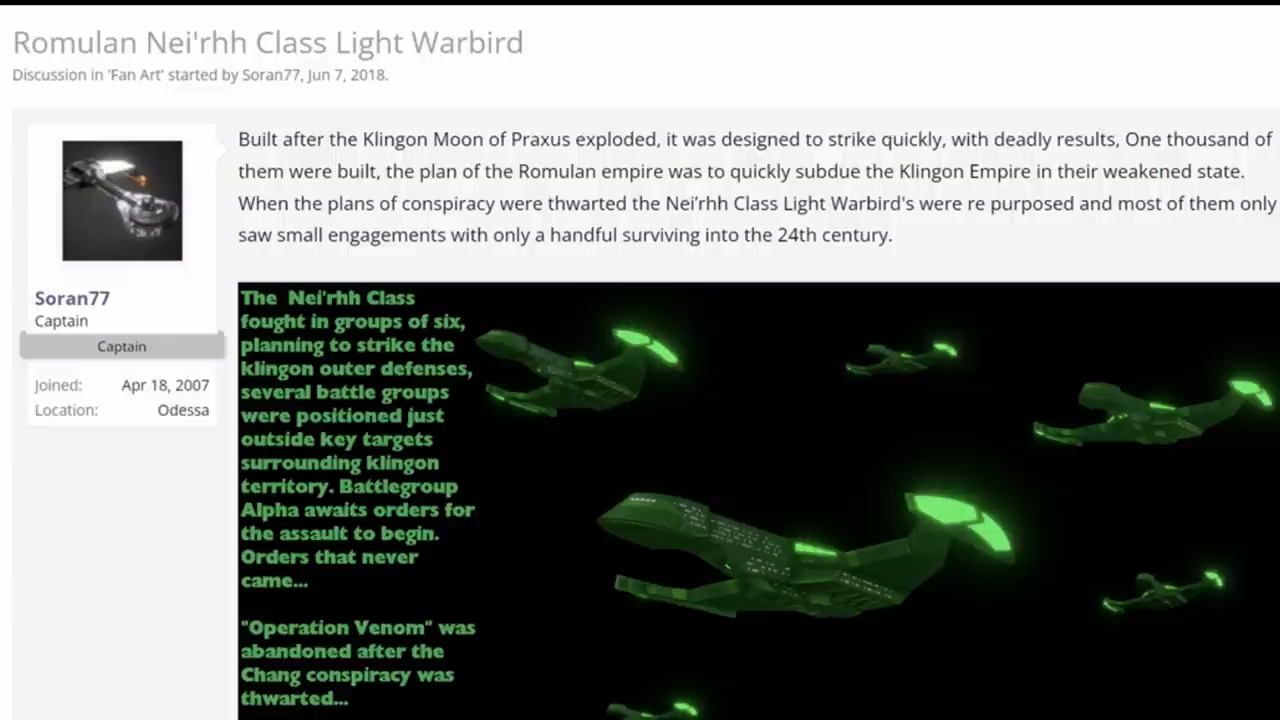 Romulan Nei'rhh Class Light Warbird
Discussion in 'Fan Art' started by Soran77, Jun 7, 2018.
Built after the Klingon Moon of Praxus exploded, it was designed to strike quickly, with deadly results, One thousand of
them were built, the plan of the Romulan empire was to quickly subdue the Klingon Empire in their weakened state.
When the plans of conspiracy were thwarted the Nei’rhh Class Light Warbird's were re purposed and most of them only
saw small engagements with only a handful surviving into the 24th century.
Soran77
Captain
Captain
Joined: Apr 18, 2007
Location: Odessa
The Nei'rhh Class
fought in groups of six,
planning to strike the
klingon outer defenses,
several battle groups
were positioned just
outside key targets
surrounding klingon
territory. Battlegroup
Alpha awaits orders for
the assault to begin.
Orders that never
came...
"Operation Venom" was
abandoned after the
Chang conspiracy was
thwarted...